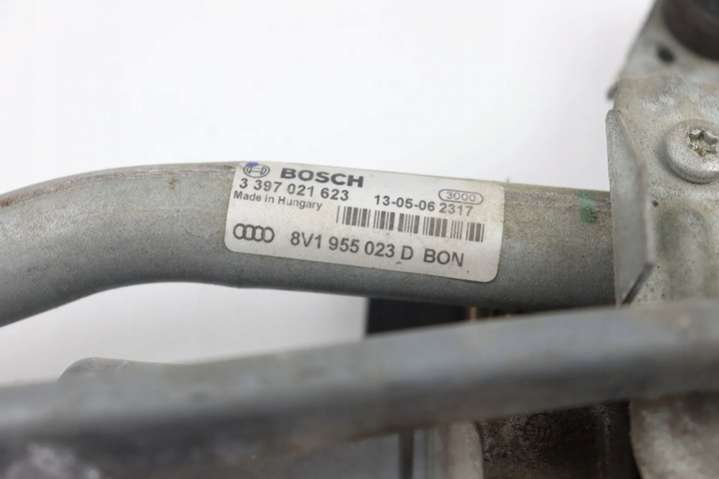 BOSCH
3 397 021 623 13-05-06 2317
3000
Made in Hungary
8V1 955 023 D BON